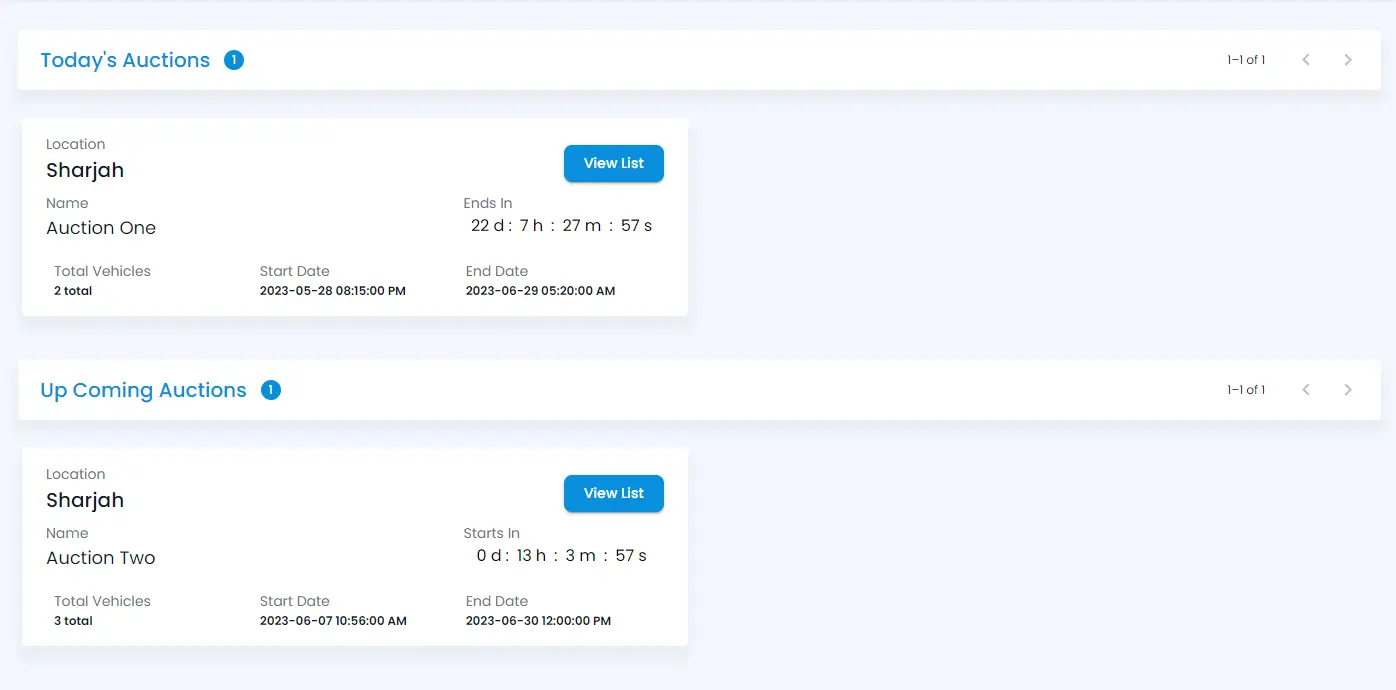 Today's Auctions 1 1–1 of 1
Location
Sharjah
View List
Name
Ends In
Auction One
22 d : 7 h : 27 m : 57 s
Total Vehicles Start Date End Date
2 total 2023-05-28 08:15:00 PM 2023-06-29 05:20:00 AM
Up Coming Auctions 1 1–1 of 1
Location
Sharjah
View List
Name
Starts In
Auction Two
0 d : 13 h : 3 m : 57 s
Total Vehicles Start Date End Date
3 total 2023-06-07 10:56:00 AM 2023-06-30 12:00:00 PM